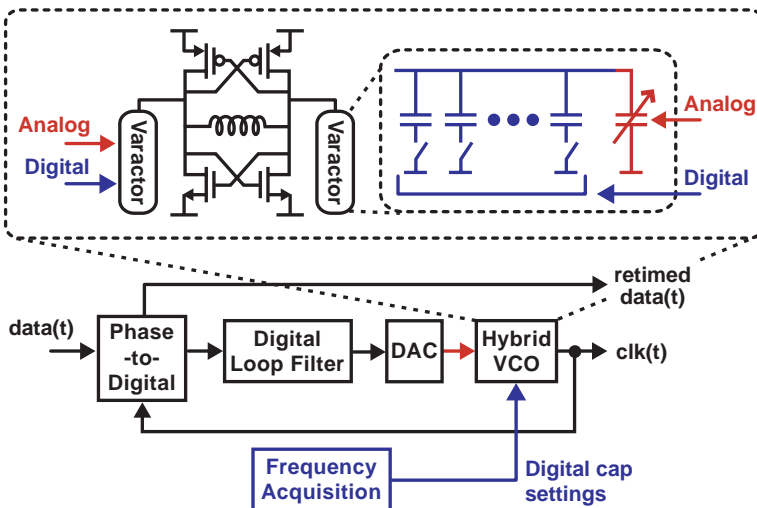 Analog
Digital
Varactor
Varactor
Analog
Digital
retimed
data(t)
data(t)
Phase
-to-
Digital
Digital
Loop Filter
DAC
Hybrid
VCO
clk(t)
Frequency
Acquisition
Digital cap
settings